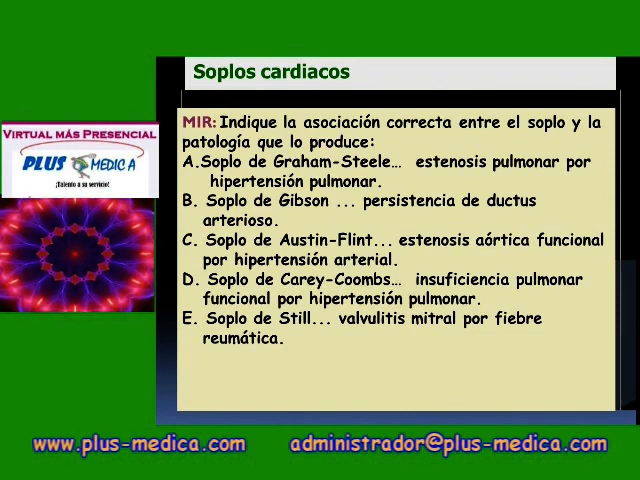 Soplos cardiacos
VIRTUAL MÁS PRESENCIAL
PLUS MEDICA
¡Talento a su servicio!
MIR: Indique la asociación correcta entre el soplo y la
patología que lo produce:
A.Soplo de Graham-Steele... estenosis pulmonar por
hipertensión pulmonar.
B. Soplo de Gibson ... persistencia de ductus
arterioso.
C. Soplo de Austin-Flint... estenosis aórtica funcional
por hipertensión arterial.
D. Soplo de Carey-Coombs... insuficiencia pulmonar
funcional por hipertensión pulmonar.
E. Soplo de Still... valvulitis mitral por fiebre
reumática.
www.plus-medica.com administrador@plus-medica.com